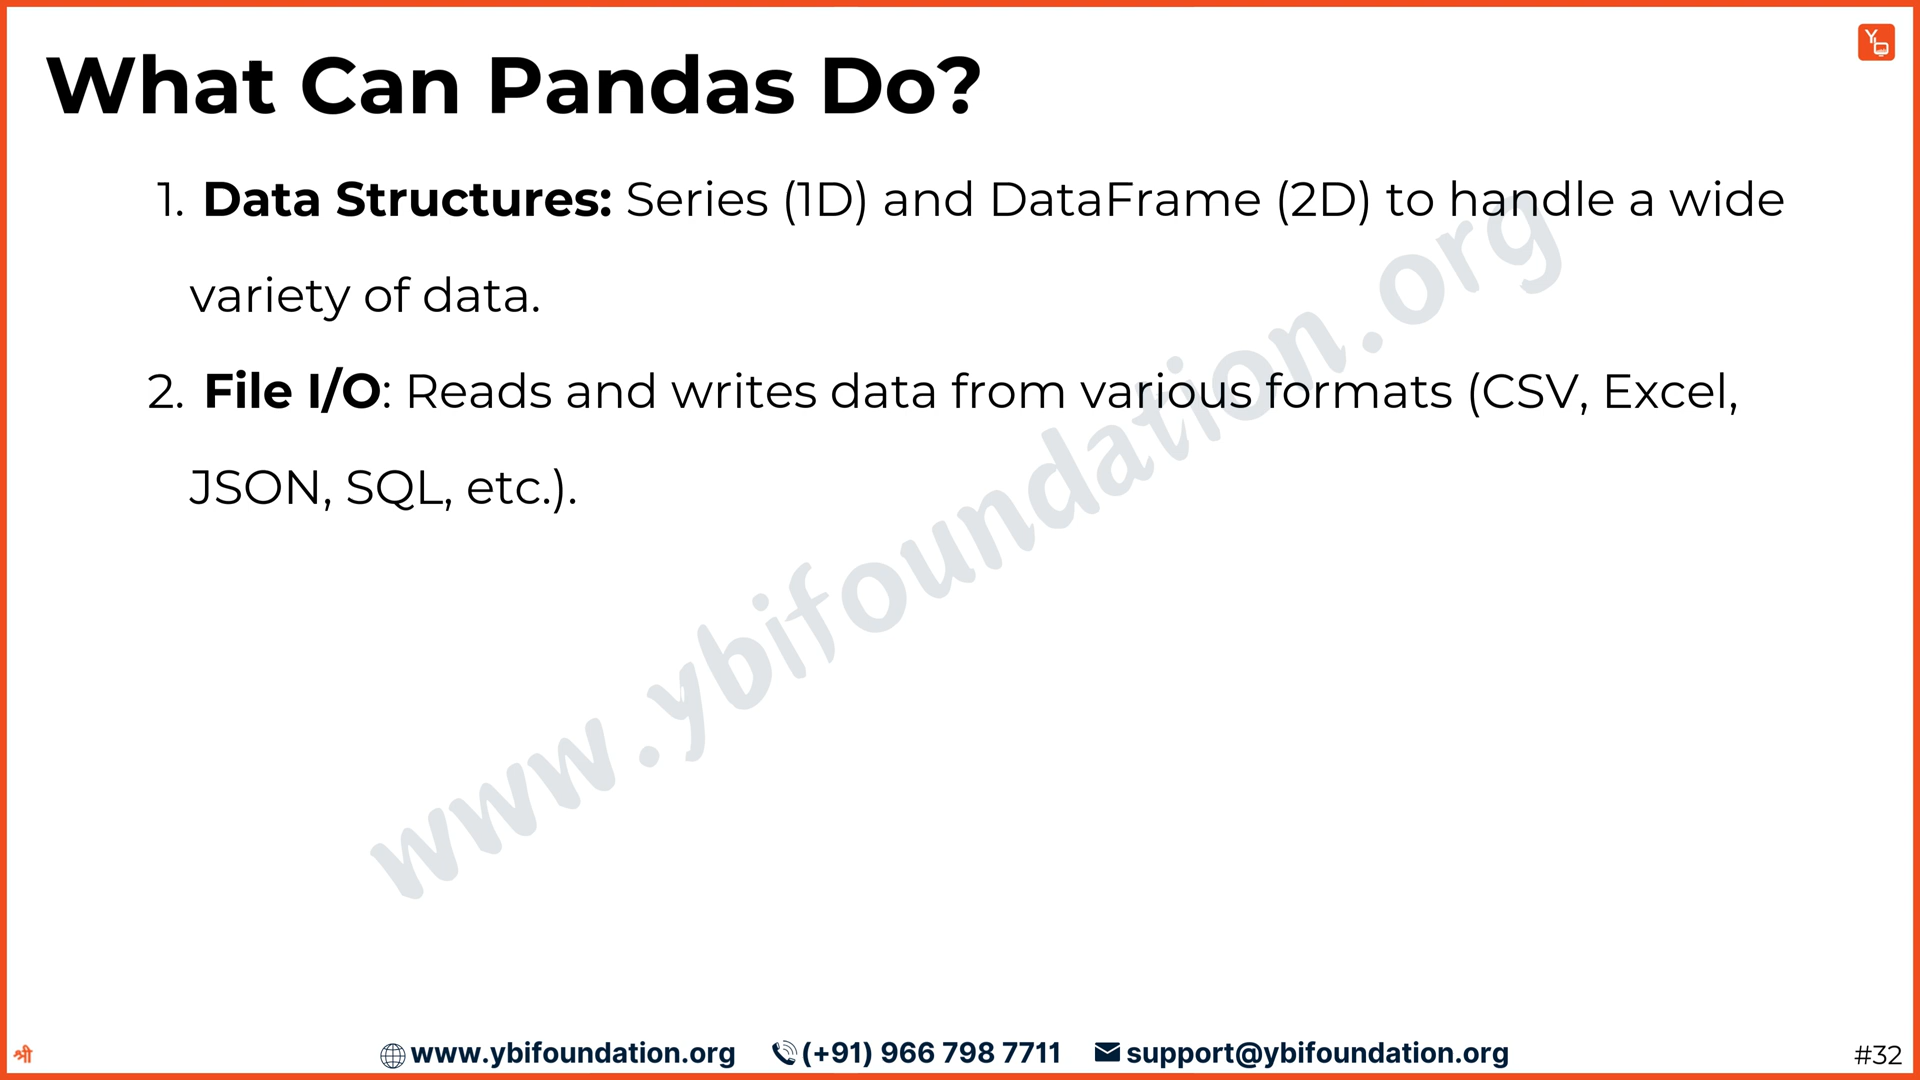 What Can Pandas Do?
1. Data Structures: Series (1D) and DataFrame (2D) to handle a wide
variety of data.
2. File I/O: Reads and writes data from various formats (CSV, Excel,
JSON, SQL, etc.).
www.ybifoundation.org
श्री
www.ybifoundation.org (+91) 966 798 7711 support@ybifoundation.org
#32